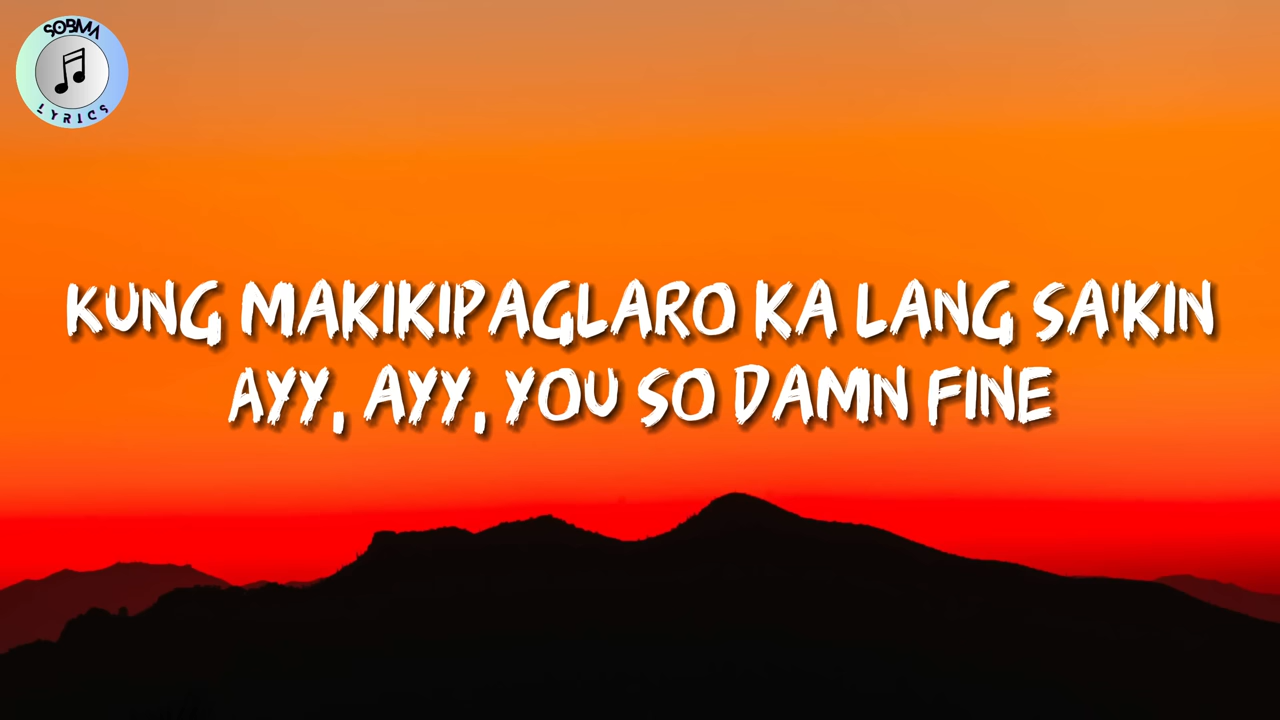 SOBMA
LYRICS
KUNG MAKIKIPAGLARO KA LANG SA'KIN
AYY, AYY, YOU SO DAMN FINE